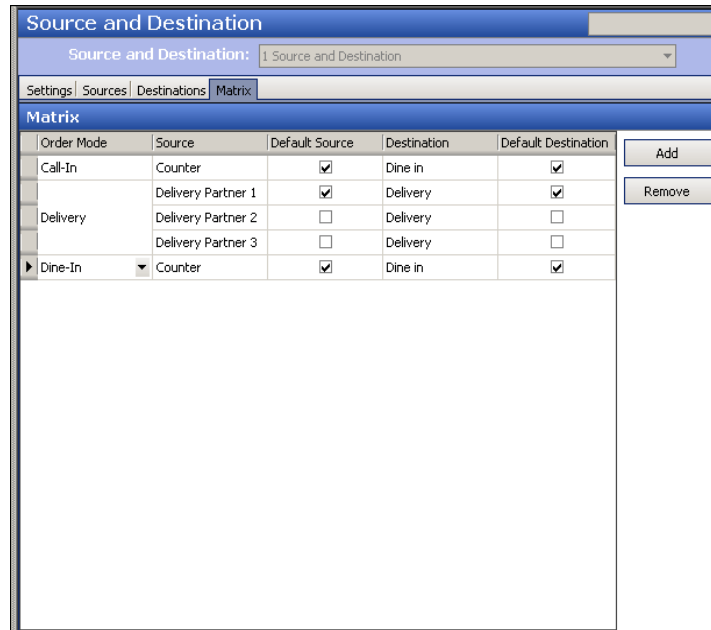 Source and Destination
Source and Destination: 1 Source and Destination
Settings Sources Destinations Matrix
Matrix
Order Mode Source Default Source Destination Default Destination
Add
Call-In Counter Dine in
Remove
Delivery Partner 1 Delivery
Delivery Delivery Partner 2 Delivery
Delivery Partner 3 Delivery
Dine-In Counter Dine in